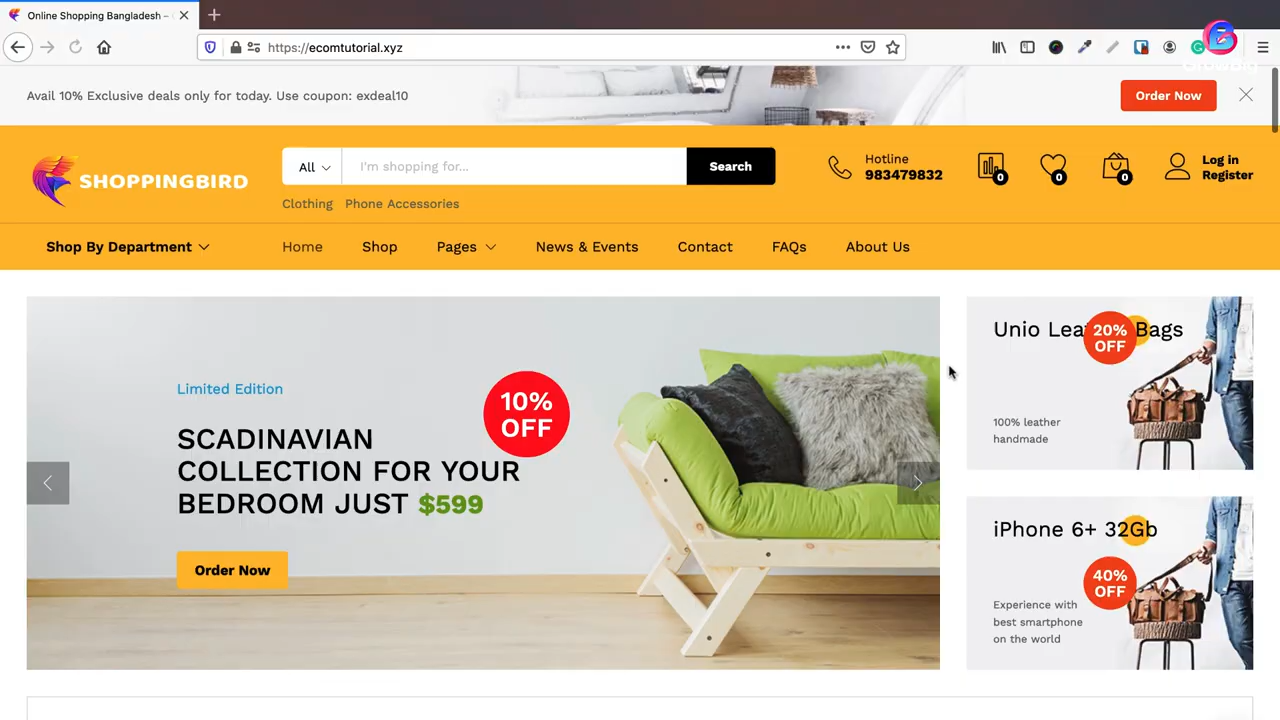 Online Shopping Bangladesh –
https://ecomtutorial.xyz
Avail 10% Exclusive deals only for today. Use coupon: exdeal10
Order Now
SHOPPINGBIRD
All
I'm shopping for...
Search
Clothing Phone Accessories
Hotline
983479832
0
0
0
Log in
Register
Shop By Department
Home
Shop
Pages
News & Events
Contact
FAQs
About Us
Limited Edition
SCADINAVIAN
COLLECTION FOR YOUR
BEDROOM JUST $599
10%
OFF
Order Now
Unio Leather Bags
20%
OFF
100% leather
handmade
iPhone 6+ 32Gb
40%
OFF
Experience with
best smartphone
on the world